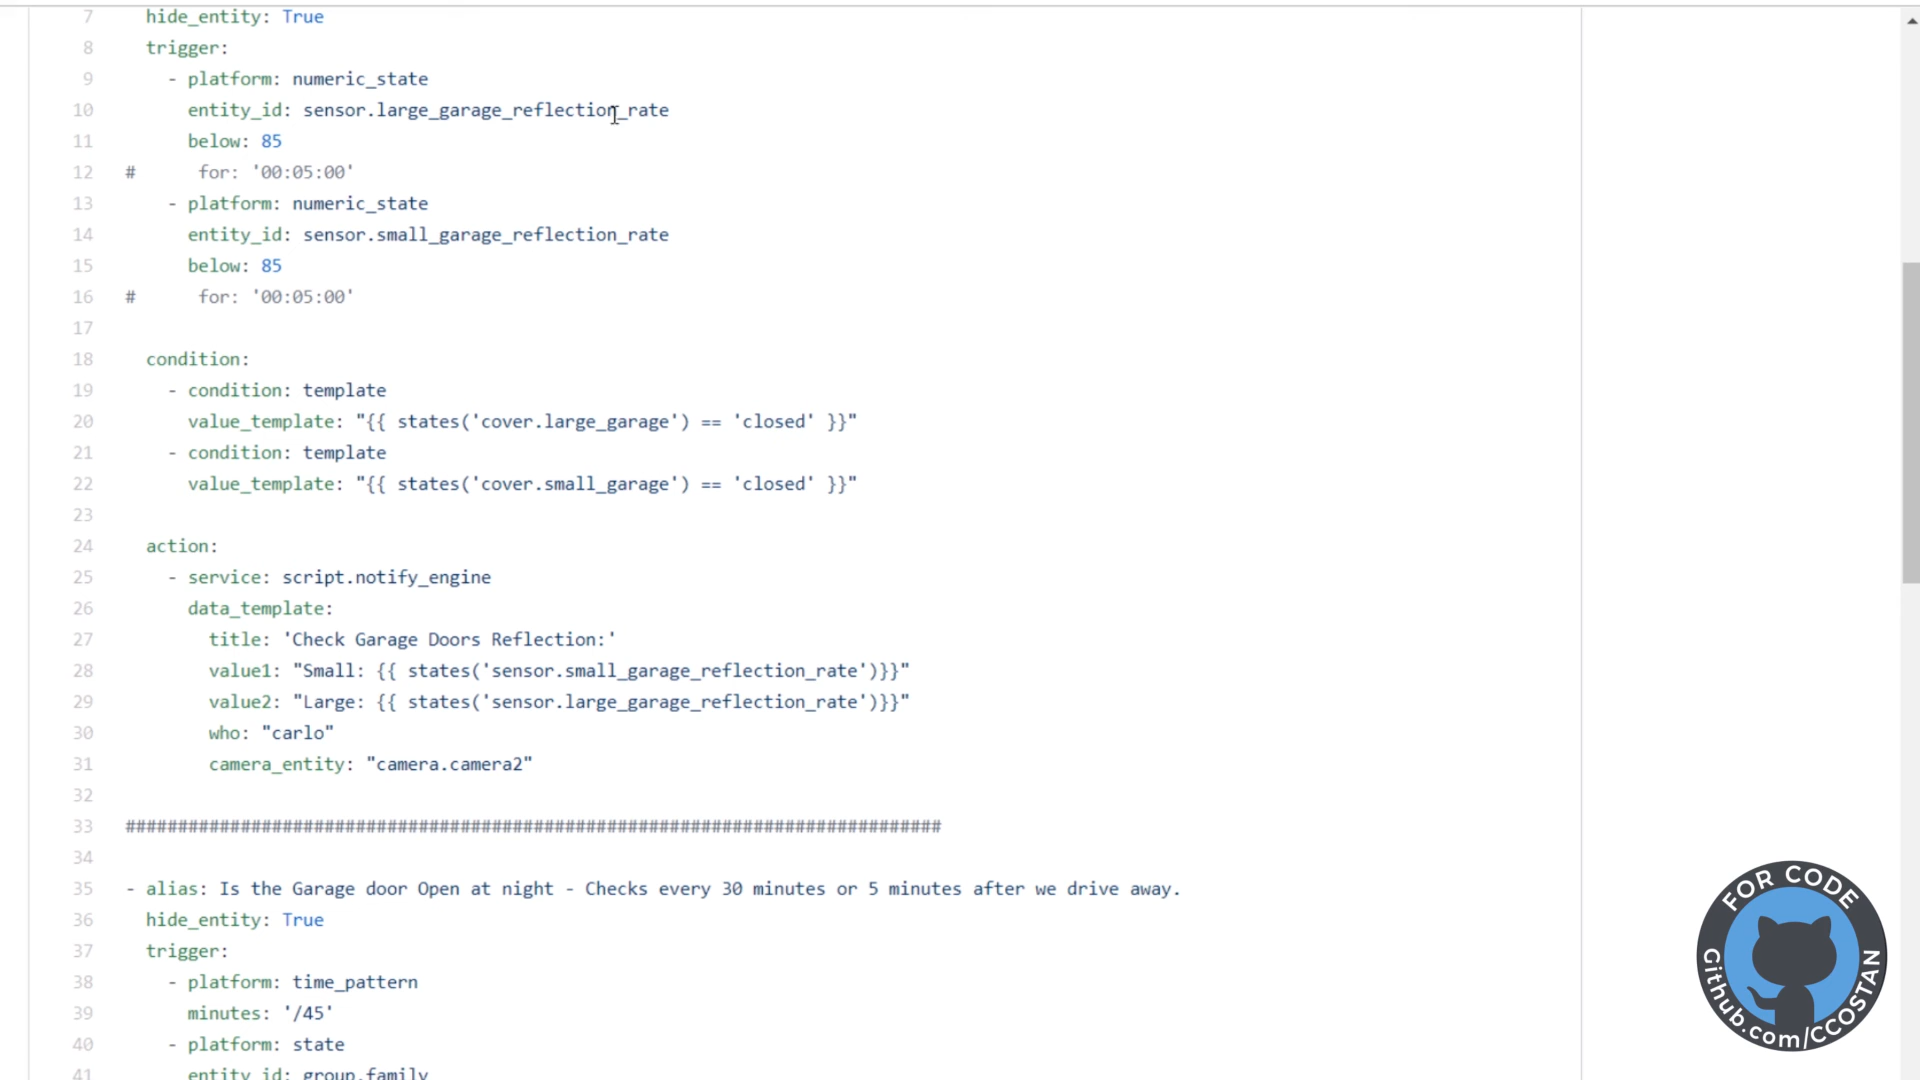 7 hide_entity: True
8 trigger:
9 - platform: numeric_state
10 entity_id: sensor.large_garage_reflection_rate
11 below: 85
12 # for: '00:05:00'
13 - platform: numeric_state
14 entity_id: sensor.small_garage_reflection_rate
15 below: 85
16 # for: '00:05:00'
17
18 condition:
19 - condition: template
20 value_template: "{{ states('cover.large_garage') == 'closed' }}"
21 - condition: template
22 value_template: "{{ states('cover.small_garage') == 'closed' }}"
23
24 action:
25 - service: script.notify_engine
26 data_template:
27 title: 'Check Garage Doors Reflection:'
28 value1: "Small: {{ states('sensor.small_garage_reflection_rate')}}"
29 value2: "Large: {{ states('sensor.large_garage_reflection_rate')}}"
30 who: "carlo"
31 camera_entity: "camera.camera2"
32
33 ##############################################################################
34
35 - alias: Is the Garage door Open at night - Checks every 30 minutes or 5 minutes after we drive away.
36 hide_entity: True
37 trigger:
38 - platform: time_pattern
39 minutes: '/45'
40 - platform: state
41 entity_id: group.family
FOR CODE
Github.com/CCOSTAN